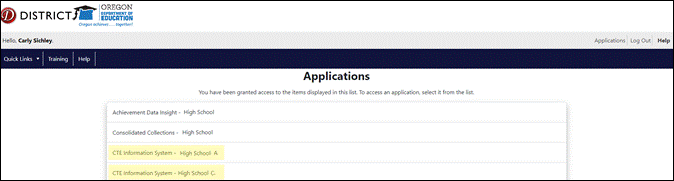 DISTRICT OREGON DEPARTMENT OF EDUCATION
Oregon achieves . . . together!
Hello, Carly Sichley. Applications | Log Out | Help
Quick Links Training Help
Applications
You have been granted access to the items displayed in this list. To access an application, select it from the list.
Achievement Data Insight - High School
Consolidated Collections - High School
CTE Information System - High School A
CTE Information System - High School C